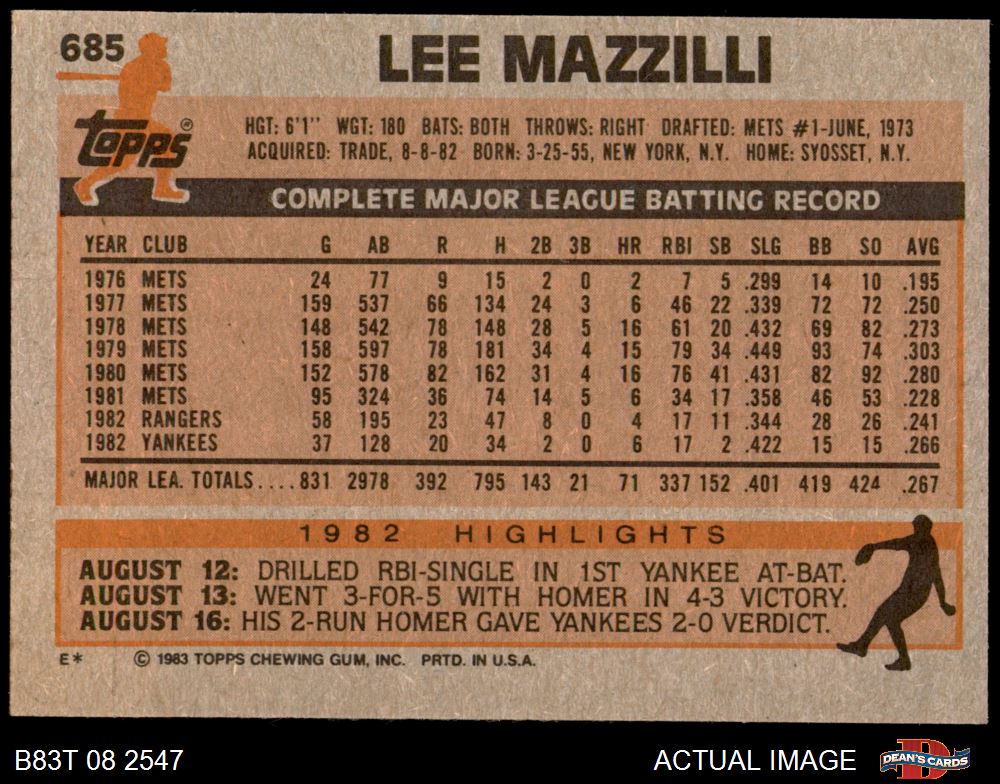 685
LEE MAZZILLI
Topps®
HGT: 6'1" WGT: 180 BATS: BOTH THROWS: RIGHT DRAFTED: METS #1-JUNE, 1973
ACQUIRED: TRADE, 8-8-82 BORN: 3-25-55, NEW YORK, N.Y. HOME: SYOSSET, N.Y.
COMPLETE MAJOR LEAGUE BATTING RECORD
YEAR CLUB G AB R H 2B 3B HR RBI SB SLG BB SO AVG
1976 METS 24 77 9 15 2 0 2 7 5 .299 14 10 .195
1977 METS 159 537 66 134 24 3 6 46 22 .339 72 72 .250
1978 METS 148 542 78 148 28 5 16 61 20 .432 69 82 .273
1979 METS 158 597 78 181 34 4 15 79 34 .449 93 74 .303
1980 METS 152 578 82 162 31 4 16 76 41 .431 82 92 .280
1981 METS 95 324 36 74 14 5 6 34 17 .358 46 53 .228
1982 RANGERS 58 195 23 47 8 0 4 17 11 .344 28 26 .241
1982 YANKEES 37 128 20 34 2 0 6 17 2 .422 15 15 .266
MAJOR LEA. TOTALS....831 2978 392 795 143 21 71 337 152 .401 419 424 .267
1982 HIGHLIGHTS
AUGUST 12: DRILLED RBI-SINGLE IN 1ST YANKEE AT-BAT.
AUGUST 13: WENT 3-FOR-5 WITH HOMER IN 4-3 VICTORY.
AUGUST 16: HIS 2-RUN HOMER GAVE YANKEES 2-0 VERDICT.
E* © 1983 TOPPS CHEWING GUM, INC. PRTD. IN U.S.A.
B83T 08 2547 ACTUAL IMAGE
D
DEAN'S CARDS